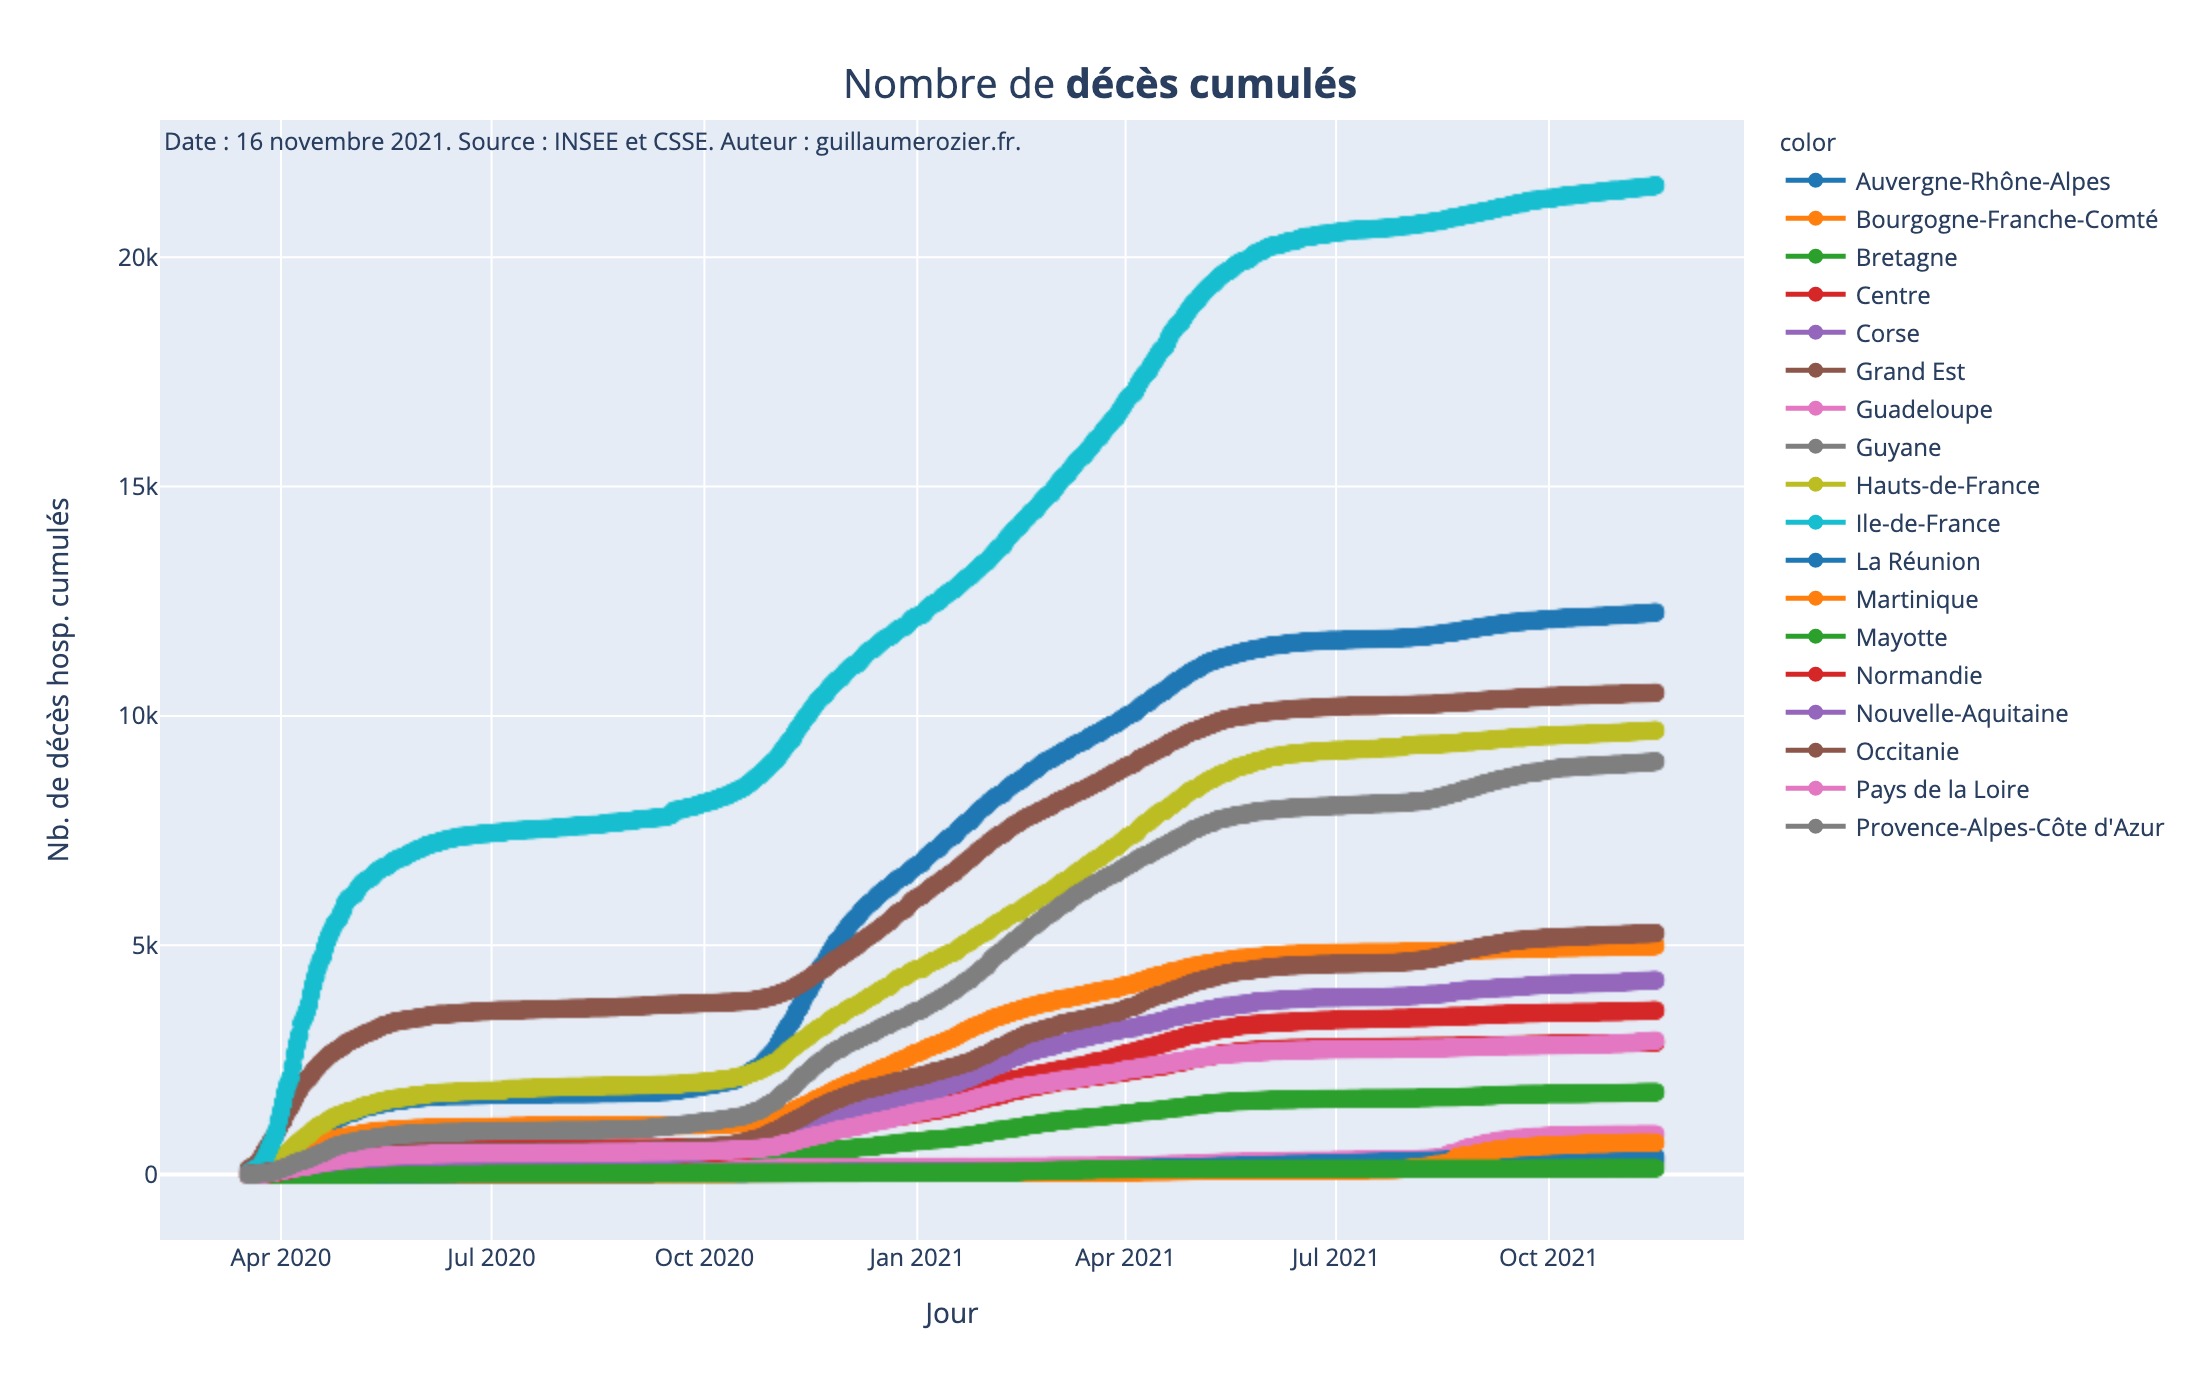 Nombre de décès cumulés
Date : 16 novembre 2021. Source : INSEE et CSSE. Auteur : guillaumerozier.fr.
Nb. de décès hosp. cumulés
20k
15k
10k
5k
0
Apr 2020
Jul 2020
Oct 2020
Jan 2021
Apr 2021
Jul 2021
Oct 2021
Jour
color
Auvergne-Rhône-Alpes
Bourgogne-Franche-Comté
Bretagne
Centre
Corse
Grand Est
Guadeloupe
Guyane
Hauts-de-France
Ile-de-France
La Réunion
Martinique
Mayotte
Normandie
Nouvelle-Aquitaine
Occitanie
Pays de la Loire
Provence-Alpes-Côte d'Azur